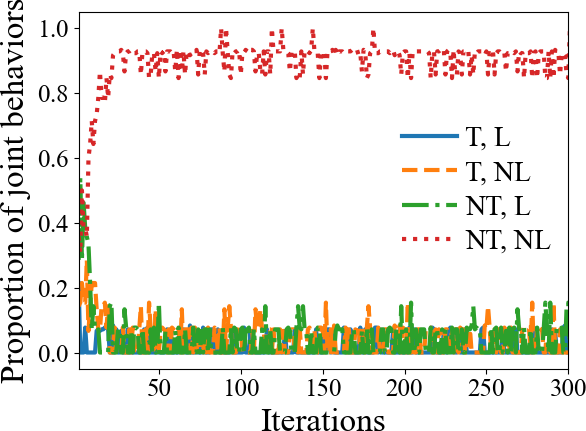 Proportion of joint behaviors
1.0
0.8
0.6
0.4
0.2
0.0
T, L
T, NL
NT, L
NT, NL
50
100
150
200
250
300
Iterations